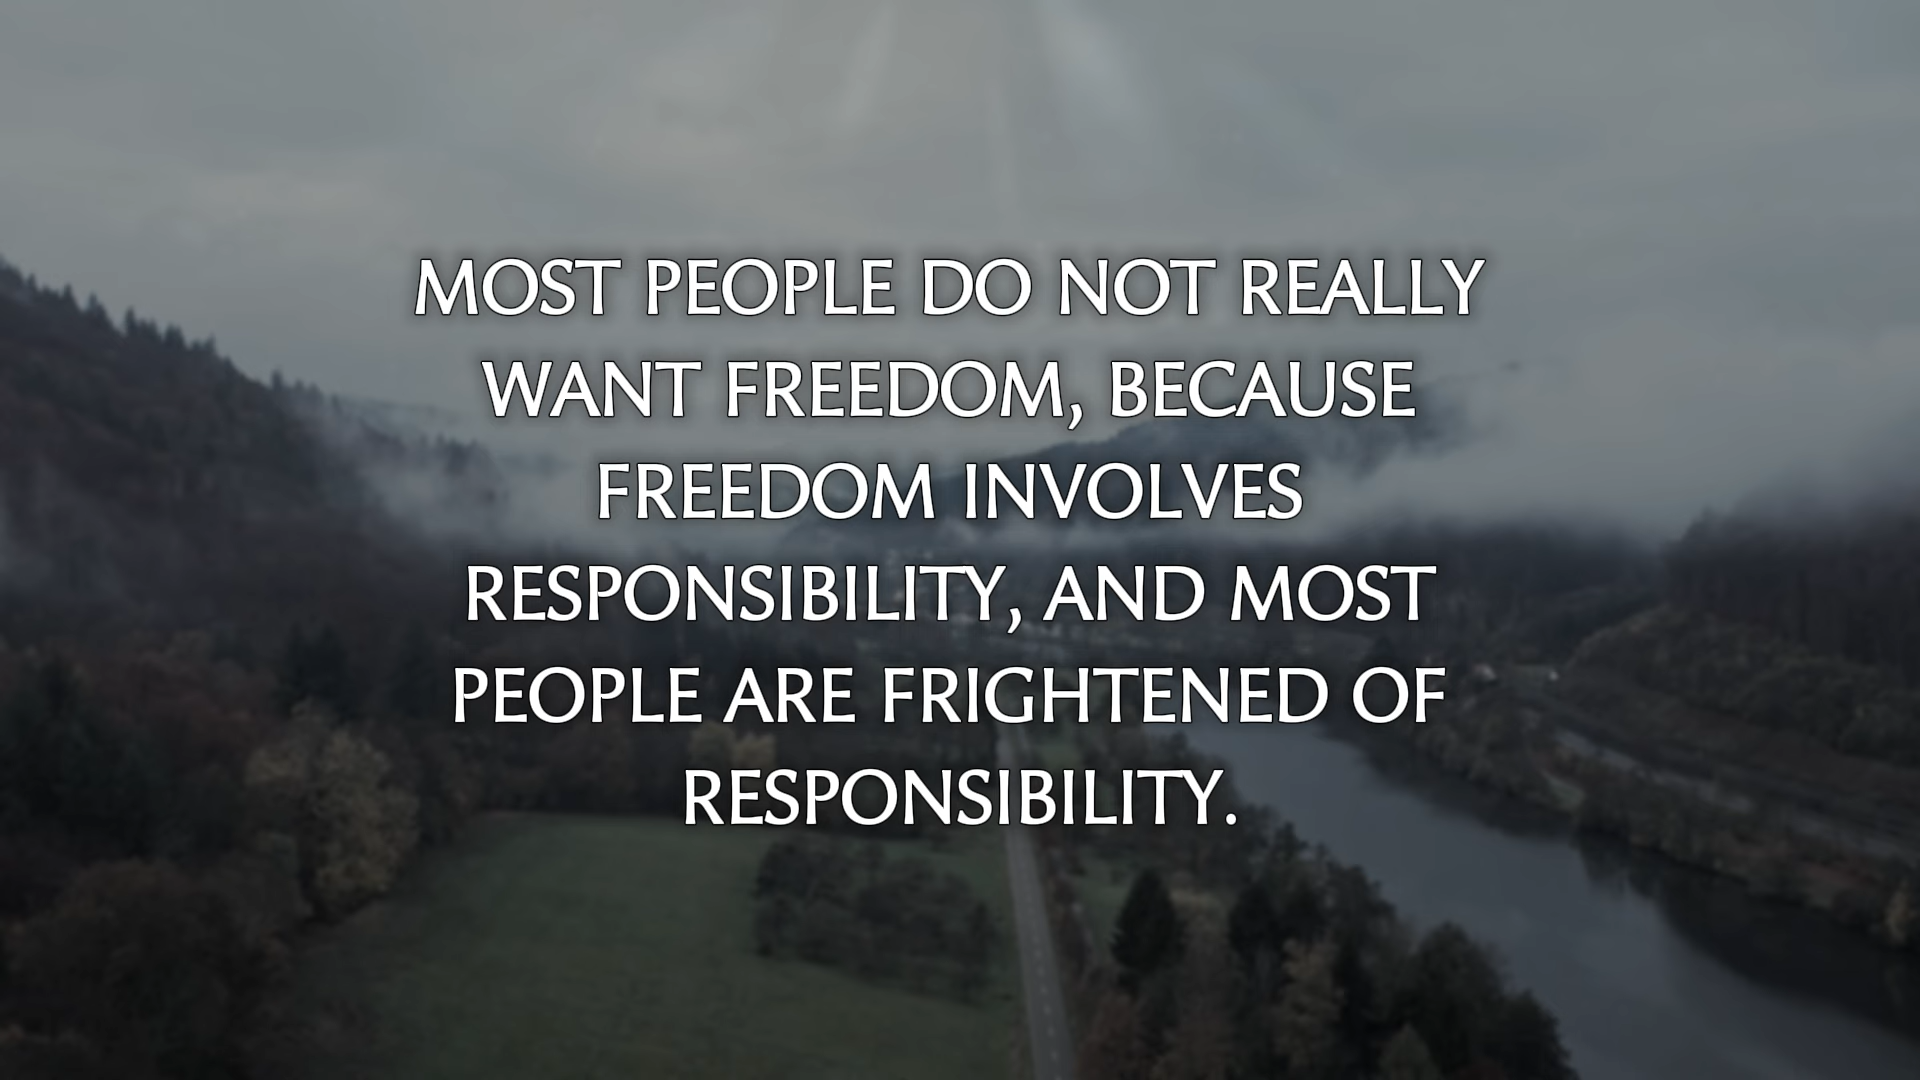 MOST PEOPLE DO NOT REALLY
WANT FREEDOM, BECAUSE
FREEDOM INVOLVES
RESPONSIBILITY, AND MOST
PEOPLE ARE FRIGHTENED OF
RESPONSIBILITY.